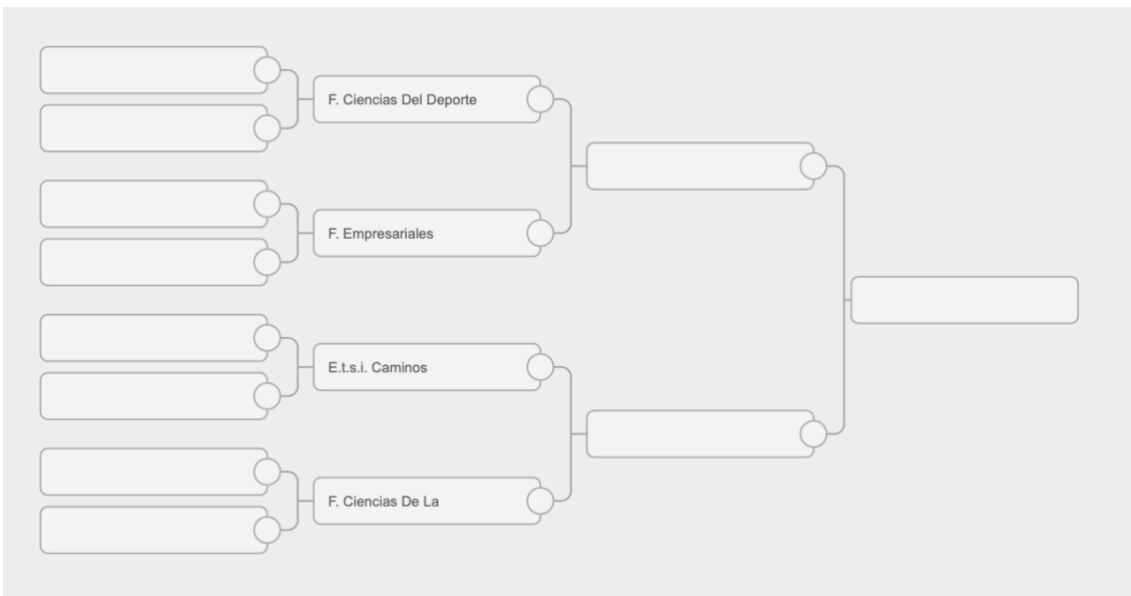 F. Ciencias Del Deporte
F. Empresariales
E.t.s.i. Caminos
F. Ciencias De La